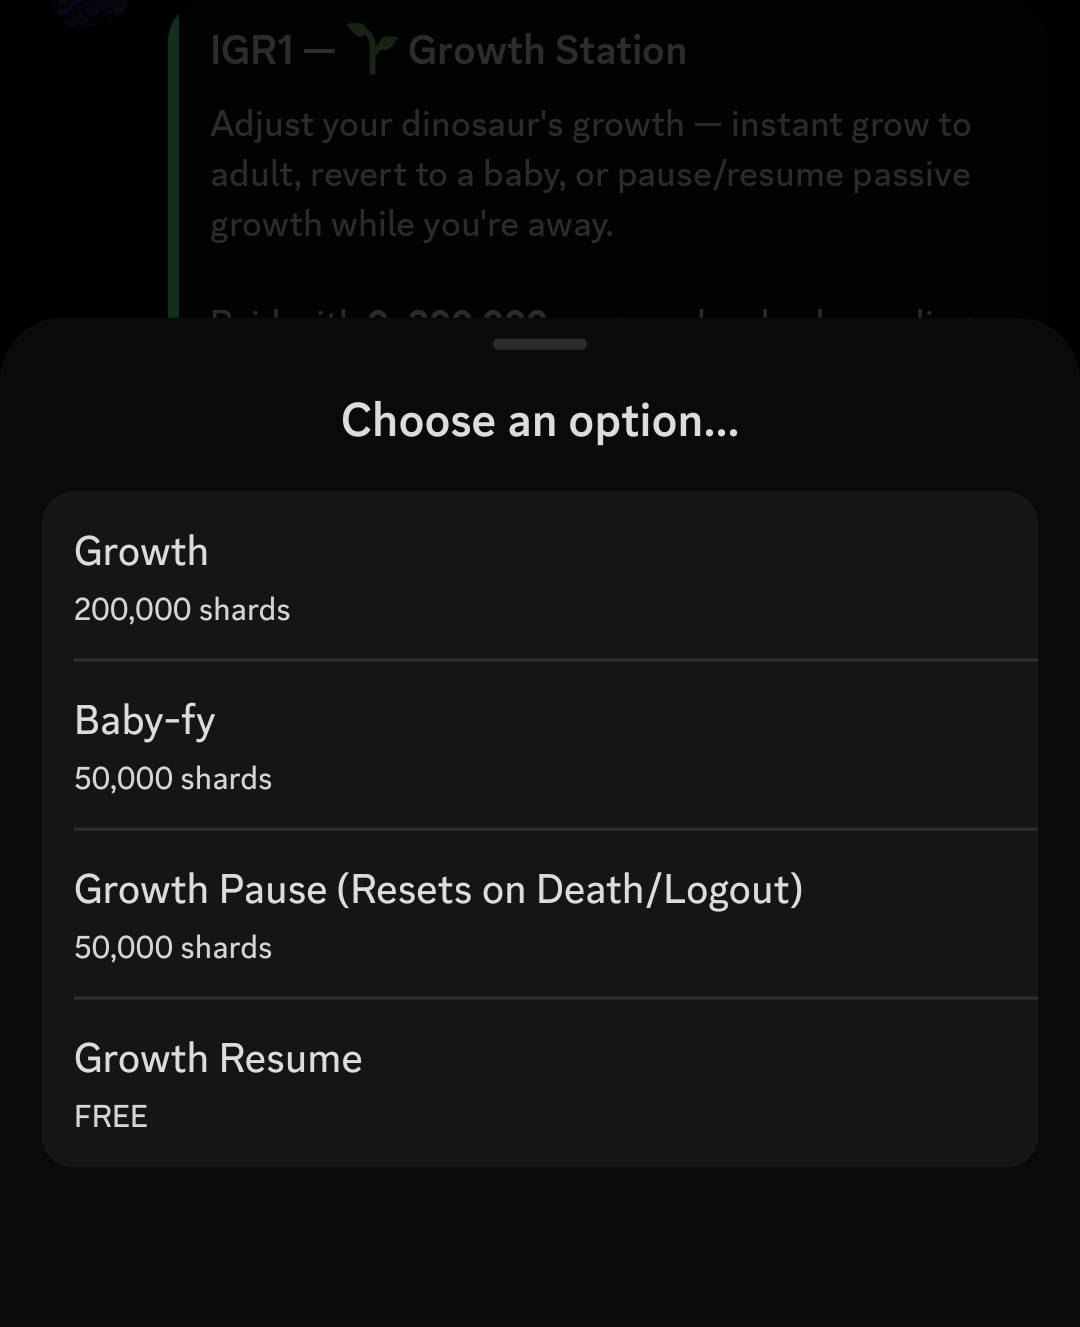 IGR1 — 🌱 Growth Station
Adjust your dinosaur's growth — instant grow to
adult, revert to a baby, or pause/resume passive
growth while you're away.
Choose an option...
Growth
200,000 shards
Baby-fy
50,000 shards
Growth Pause (Resets on Death/Logout)
50,000 shards
Growth Resume
FREE